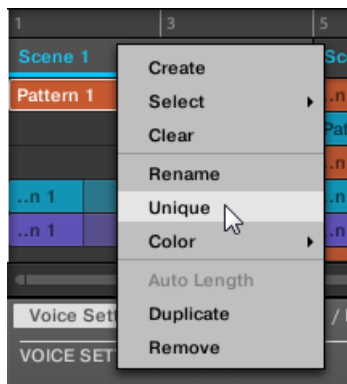 1 3 5
Scene 1 Sc
Create
Pattern 1 Select ..n
Clear Pat
Rename ..n
..n 1 Unique ..n
..n 1 Color ..n
Auto Length
Voice Sett Duplicate /
VOICE SET Remove